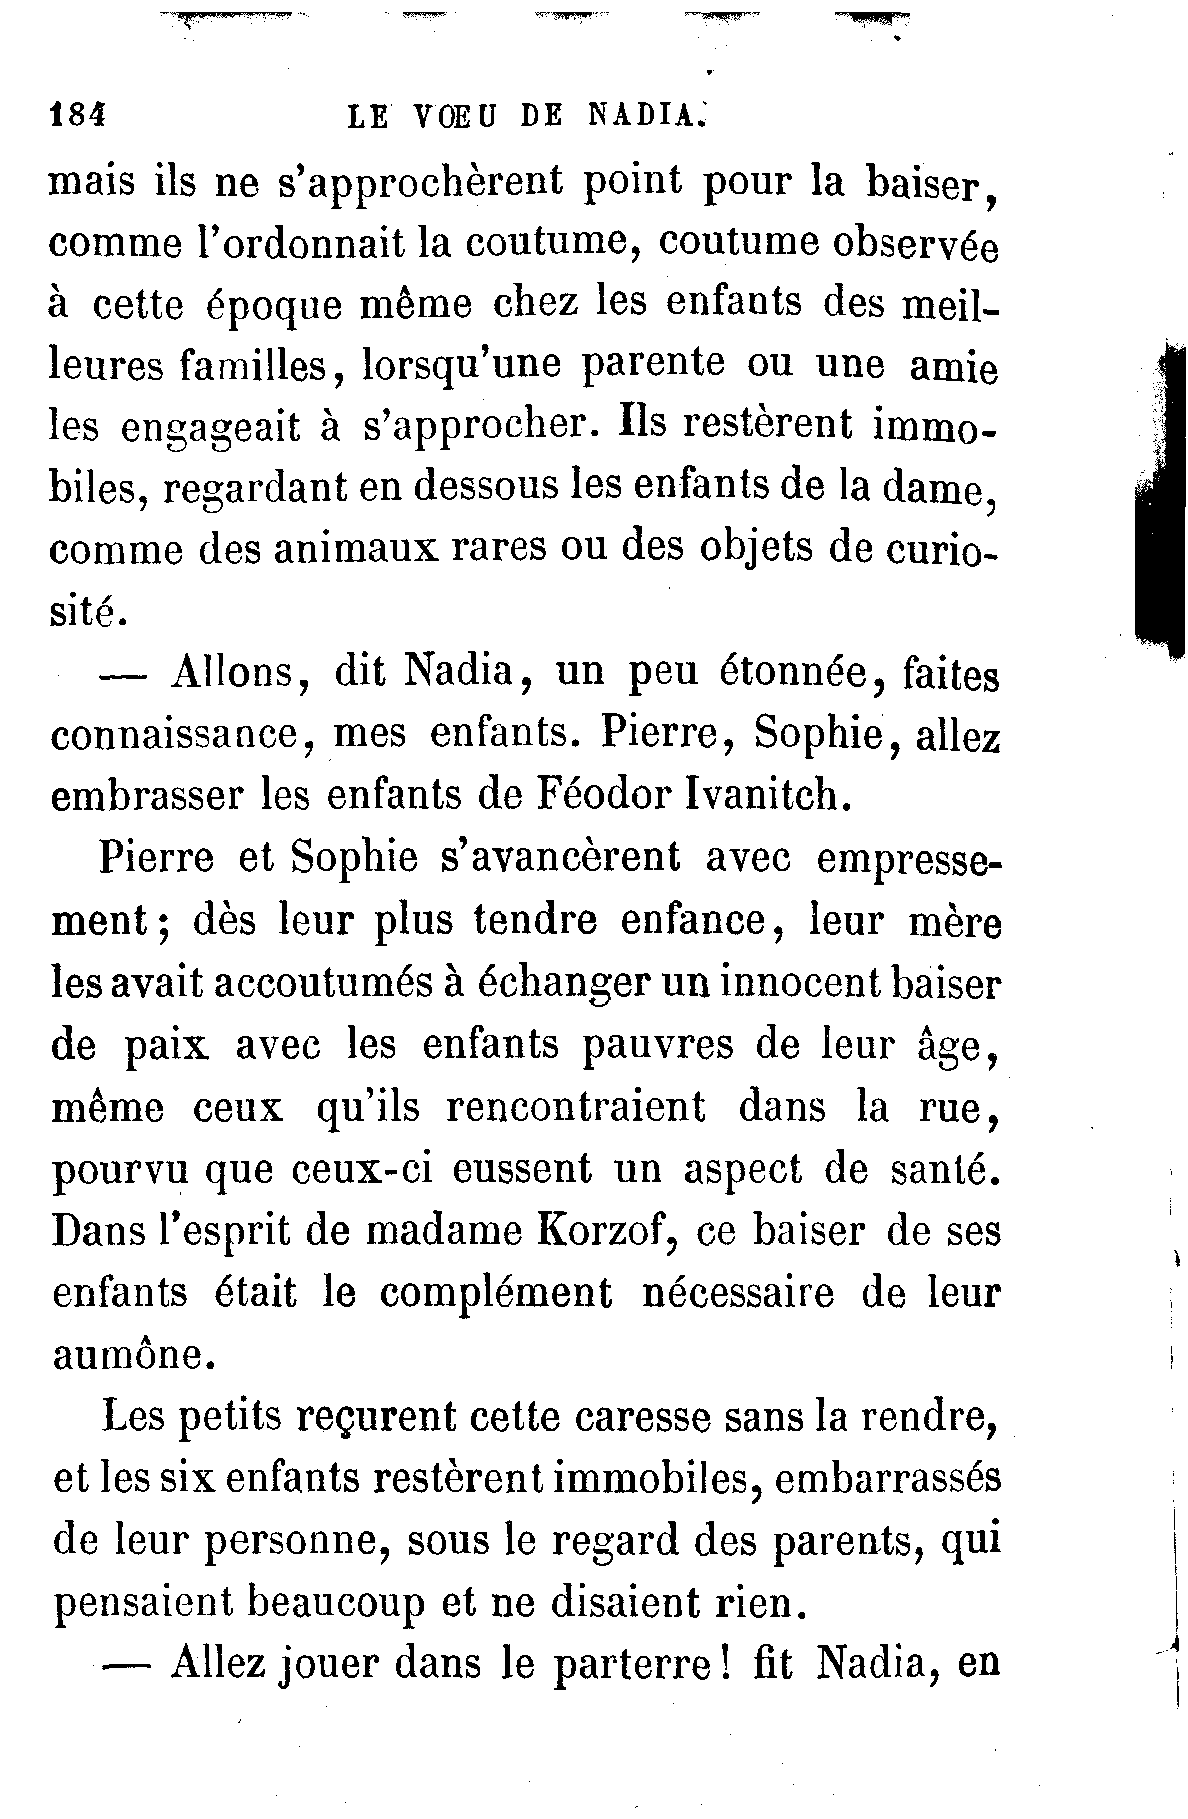 184 LE VŒU DE NADIA.
mais ils ne s'approchèrent point pour la baiser,
comme l'ordonnait la coutume, coutume observée
à cette époque même chez les enfants des meil-
leures familles, lorsqu'une parente ou une amie
les engageait à s'approcher. Ils restèrent immo-
biles, regardant en dessous les enfants de la dame,
comme des animaux rares ou des objets de curio-
sité.
— Allons, dit Nadia, un peu étonnée, faites
connaissance, mes enfants. Pierre, Sophie, allez
embrasser les enfants de Féodor Ivanitch.
Pierre et Sophie s'avancèrent avec empresse-
ment; dès leur plus tendre enfance, leur mère
les avait accoutumés à échanger un innocent baiser
de paix avec les enfants pauvres de leur âge,
même ceux qu'ils rencontraient dans la rue,
pourvu que ceux-ci eussent un aspect de santé.
Dans l'esprit de madame Korzof, ce baiser de ses
enfants était le complément nécessaire de leur
aumône.
Les petits reçurent cette caresse sans la rendre,
et les six enfants restèrent immobiles, embarrassés
de leur personne, sous le regard des parents, qui
pensaient beaucoup et ne disaient rien.
— Allez jouer dans le parterre! fit Nadia, en